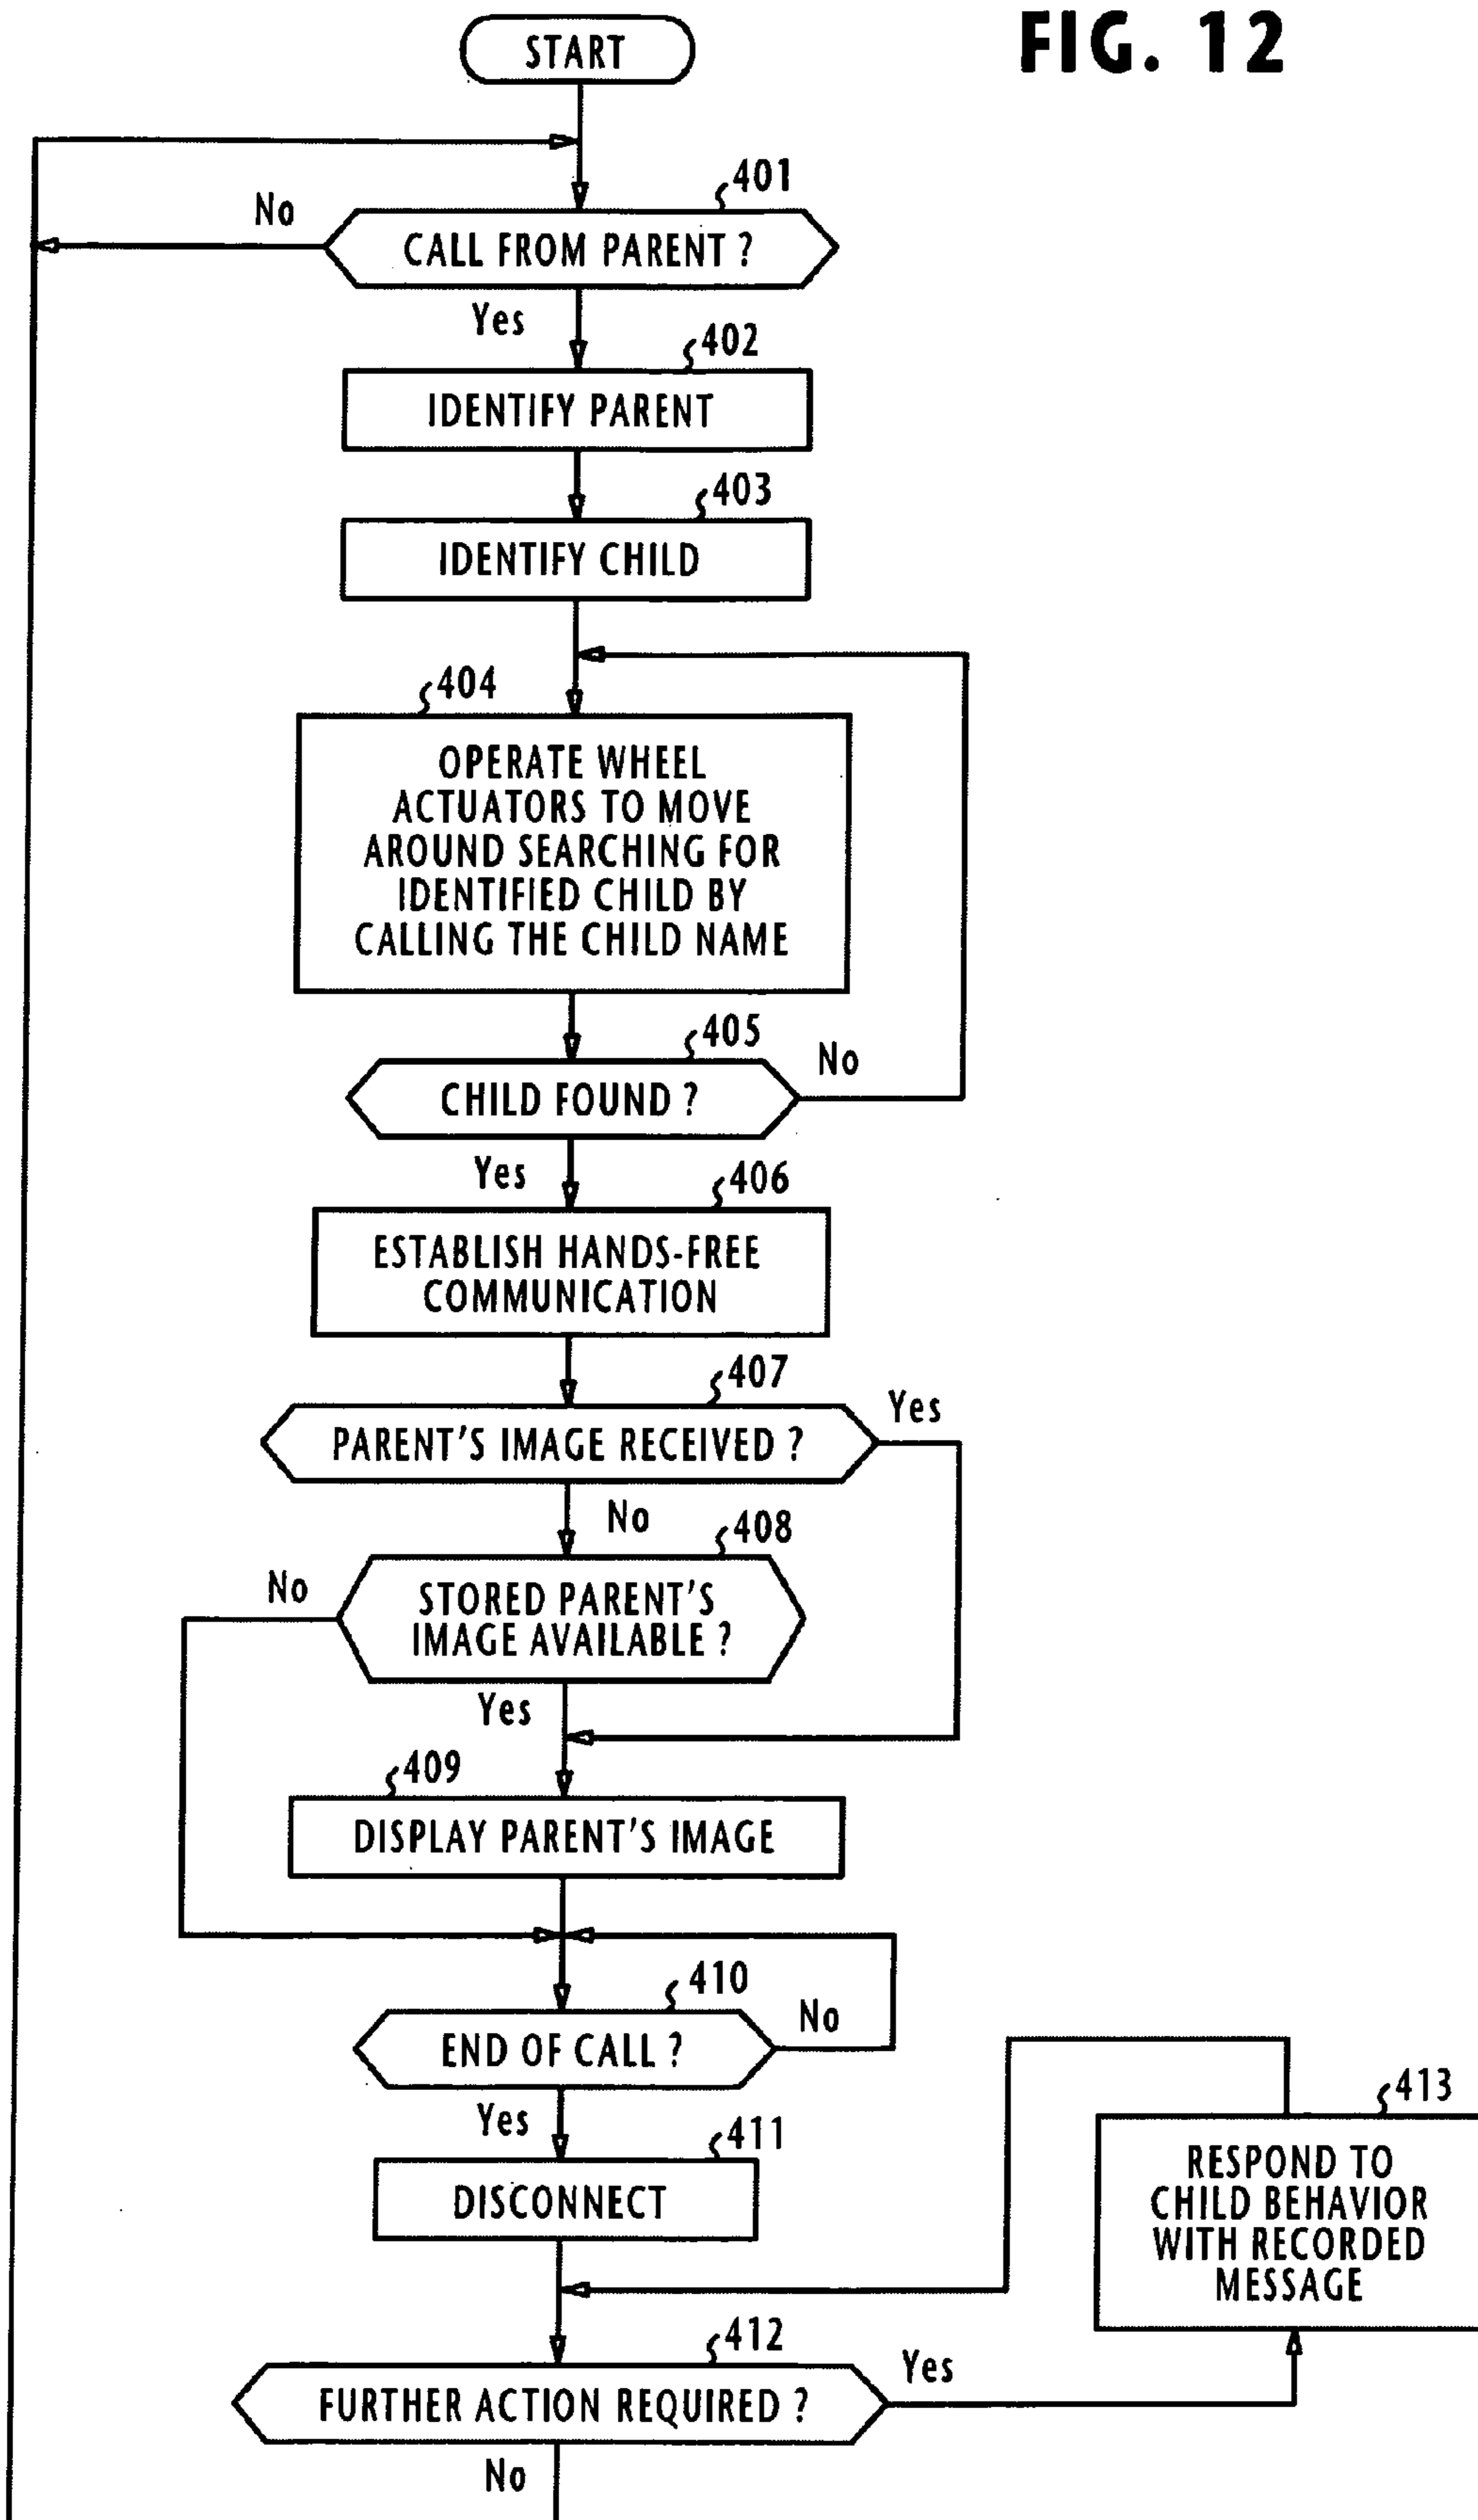 FIG. 12
START
401
No
CALL FROM PARENT ?
Yes
402
IDENTIFY PARENT
403
IDENTIFY CHILD
404
OPERATE WHEEL
ACTUATORS TO MOVE
AROUND SEARCHING FOR
IDENTIFIED CHILD BY
CALLING THE CHILD NAME
405
No
CHILD FOUND ?
Yes
406
ESTABLISH HANDS-FREE
COMMUNICATION
407
Yes
PARENT'S IMAGE RECEIVED ?
No
408
No
STORED PARENT'S
IMAGE AVAILABLE ?
Yes
409
DISPLAY PARENT'S IMAGE
410
No
END OF CALL ?
Yes
411
DISCONNECT
413
RESPOND TO
CHILD BEHAVIOR
WITH RECORDED
MESSAGE
412
Yes
FURTHER ACTION REQUIRED ?
No